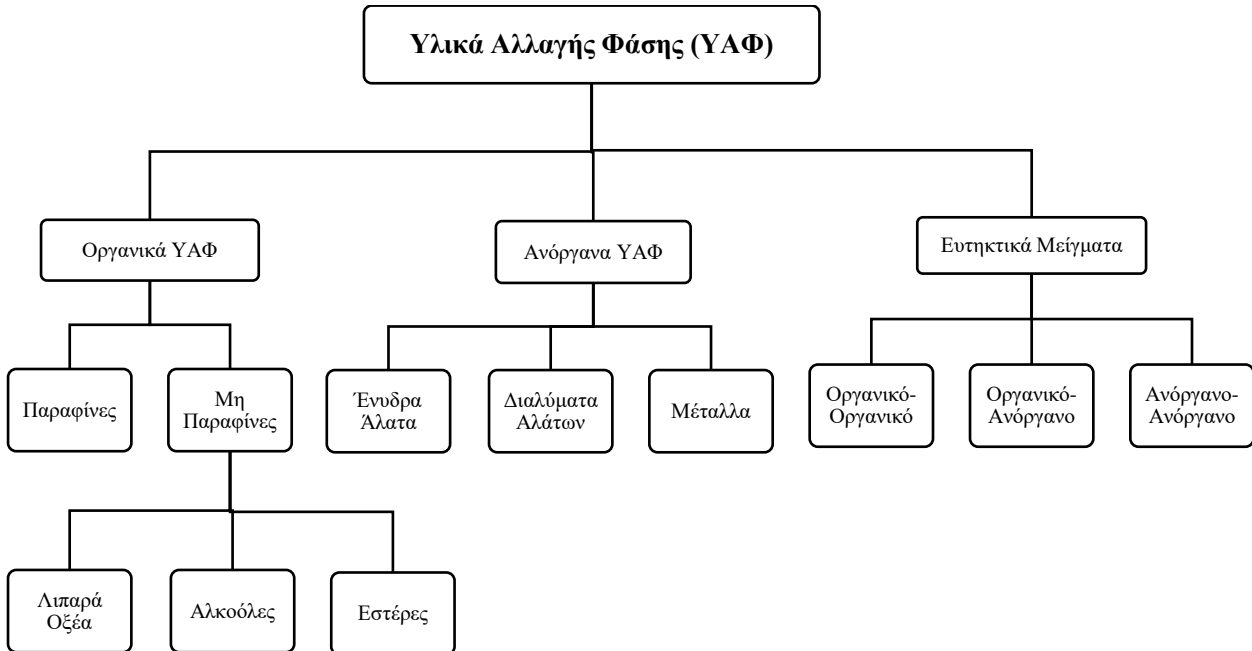 Υλικά Αλλαγής Φάσης (ΥΑΦ)
Οργανικά ΥΑΦ
Ανόργανα ΥΑΦ
Ευτηκτικά Μείγματα
Παραφίνες
Μη
Παραφίνες
Ένυδρα
Άλατα
Διαλύματα
Αλάτων
Μέταλλα
Οργανικό-
Οργανικό
Οργανικό-
Ανόργανο
Ανόργανο-
Ανόργανο
Λιπαρά
Οξέα
Αλκοόλες
Εστέρες